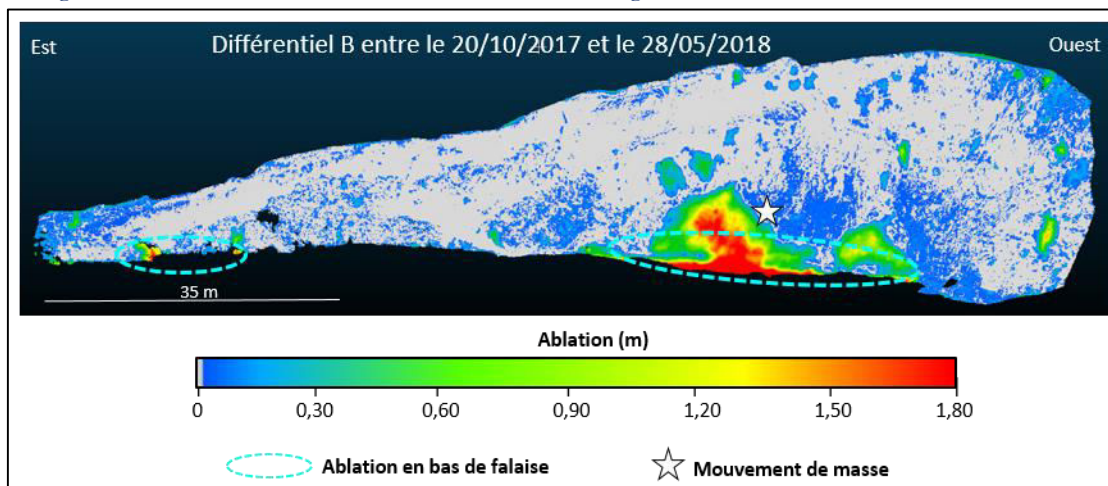 Est
Différentiel B entre le 20/10/2017 et le 28/05/2018
Ouest
35 m
Ablation (m)
0 0,30 0,60 0,90 1,20 1,50 1,80
Ablation en bas de falaise
Mouvement de masse